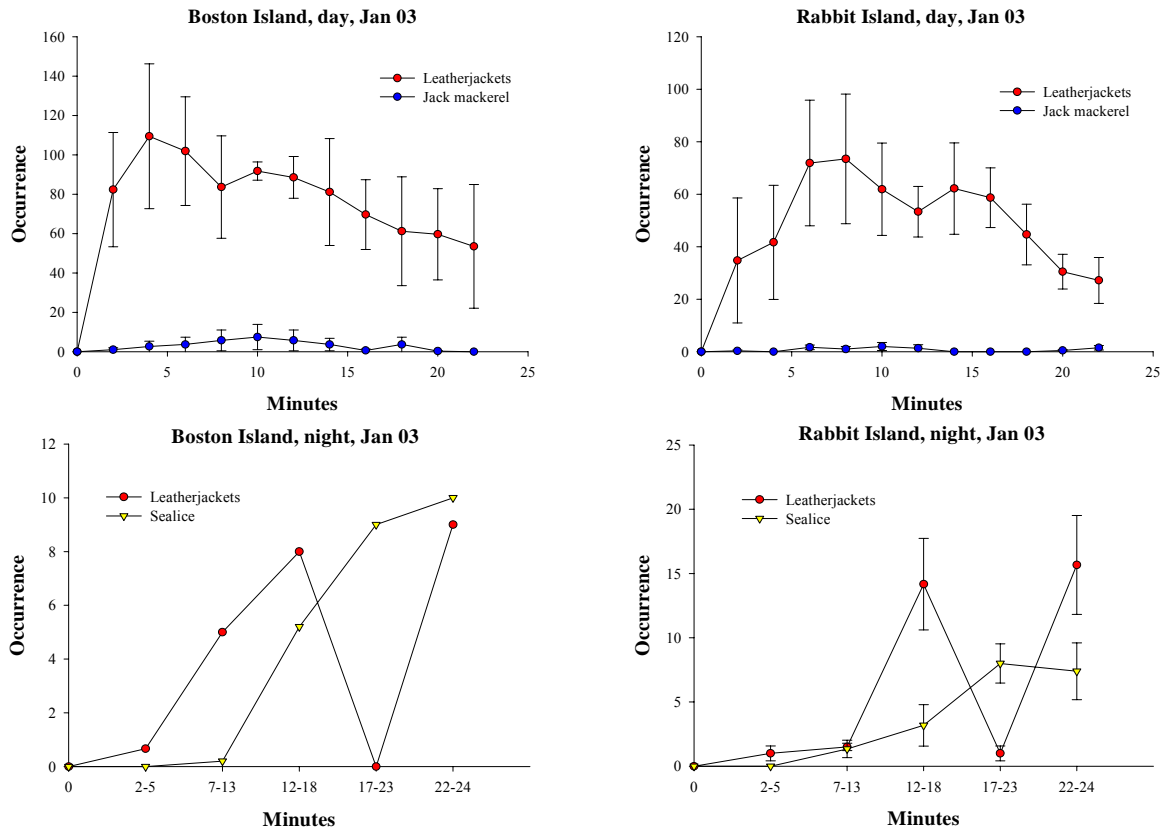 Boston Island, day, Jan 03
160
140
120
100
80
60
40
20
0
Occurrence
Leatherjackets
Jack mackerel
0 5 10 15 20 25
Minutes
Rabbit Island, day, Jan 03
120
100
80
60
40
20
0
Occurrence
Leatherjackets
Jack mackerel
0 5 10 15 20 25
Minutes
Boston Island, night, Jan 03
12
10
8
6
4
2
0
Occurrence
Leatherjackets
Sealice
0 2-5 7-13 12-18 17-23 22-24
Minutes
Rabbit Island, night, Jan 03
25
20
15
10
5
0
Occurrence
Leatherjackets
Sealice
0 2-5 7-13 12-18 17-23 22-24
Minutes